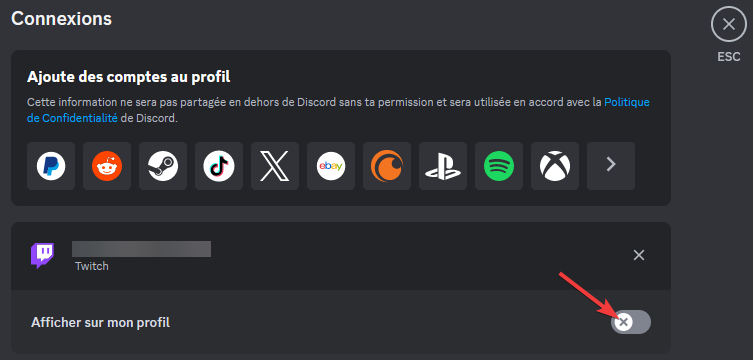 Connexions
ESC
Ajoute des comptes au profil
Cette information ne sera pas partagée en dehors de Discord sans ta permission et sera utilisée en accord avec la Politique
de Confidentialité de Discord.
ebay
Twitch
Afficher sur mon profil